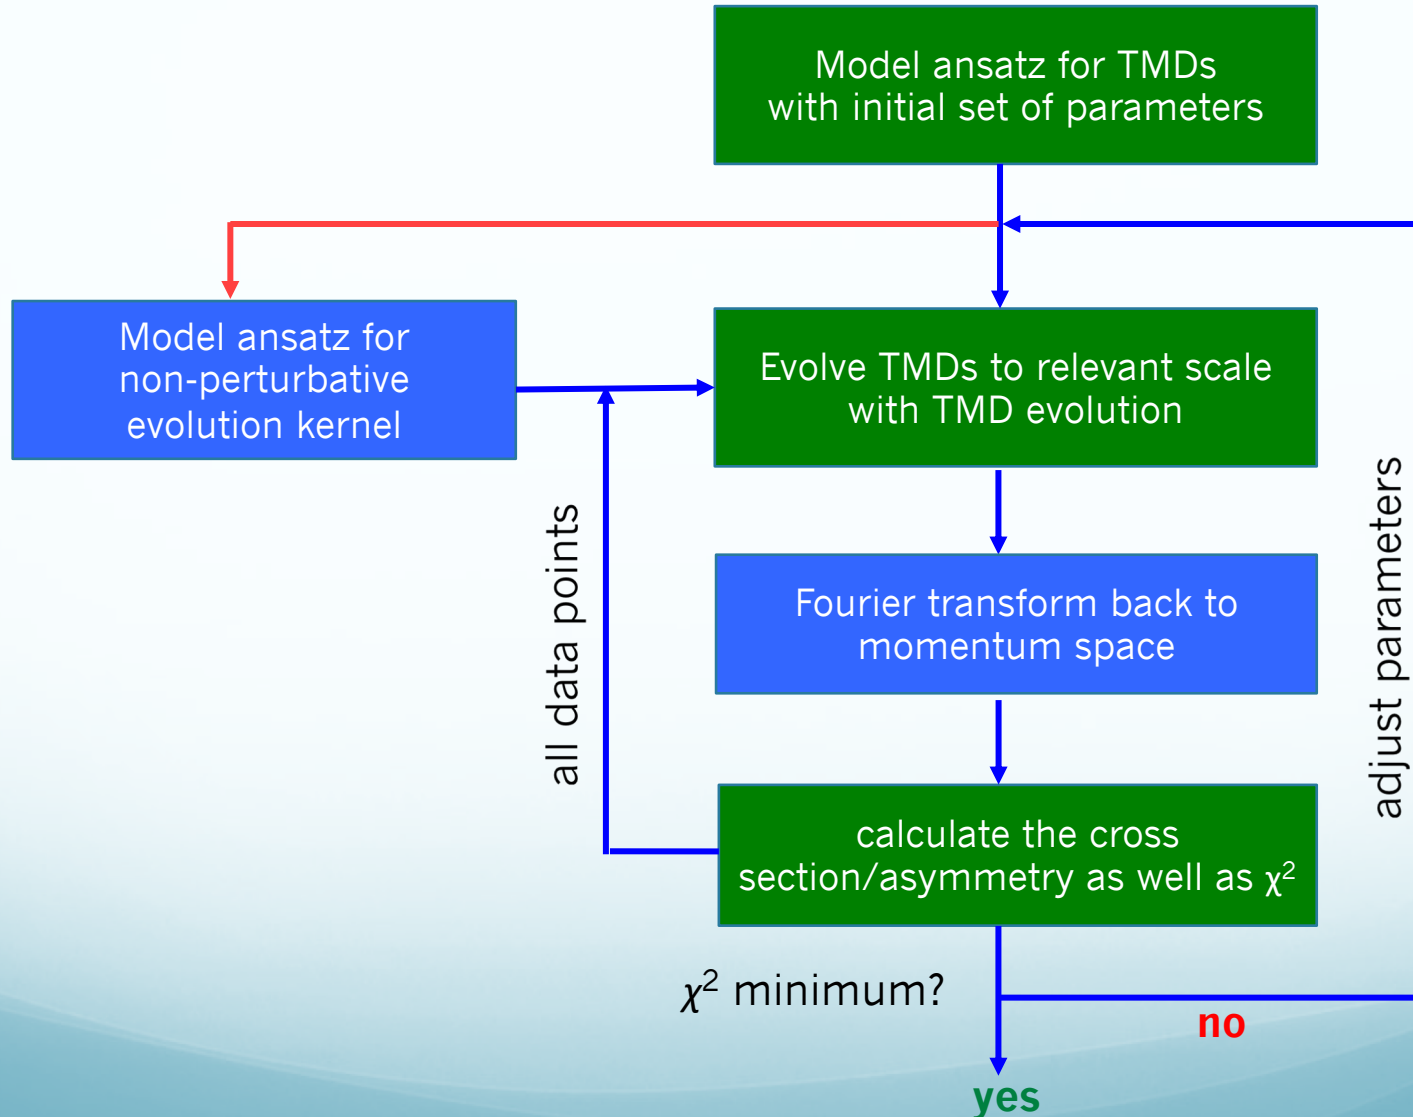 Model ansatz for TMDs
with initial set of parameters
Model ansatz for
non-perturbative
evolution kernel
Evolve TMDs to relevant scale
with TMD evolution
all data points
Fourier transform back to
momentum space
adjust parameters
calculate the cross
section/asymmetry as well as χ²
χ² minimum?
no
yes